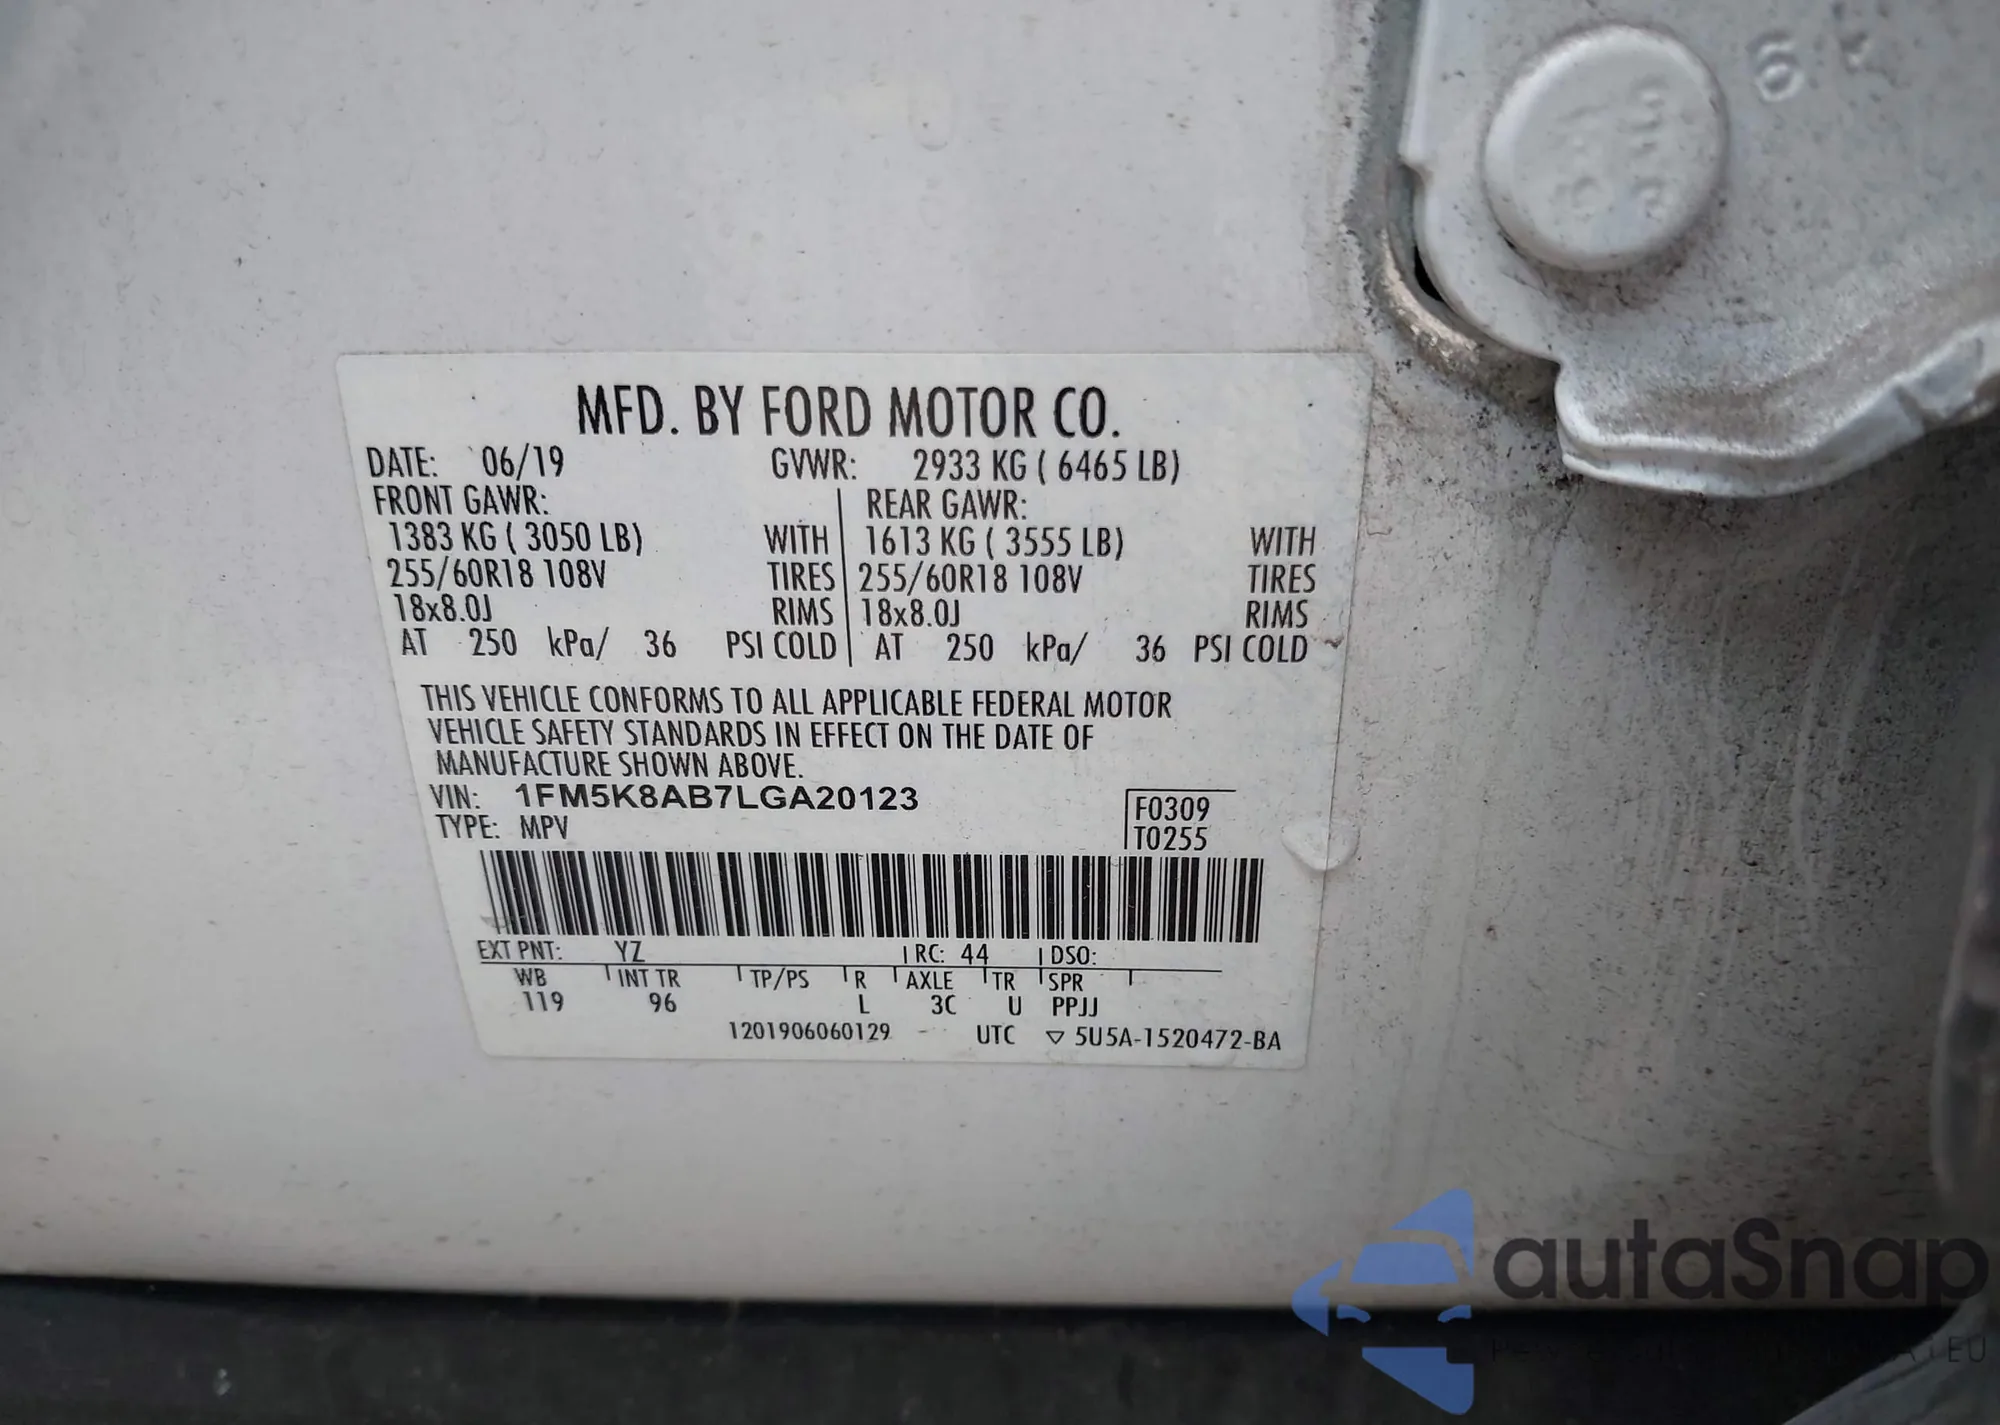 MFD. BY FORD MOTOR CO.
DATE: 06/19 GVWR: 2933 KG ( 6465 LB)
FRONT GAWR: REAR GAWR:
1383 KG ( 3050 LB) WITH 1613 KG ( 3555 LB) WITH
255/60R18 108V TIRES 255/60R18 108V TIRES
18x8.0J RIMS 18x8.0J RIMS
AT 250 kPa/ 36 PSI COLD AT 250 kPa/ 36 PSI COLD
THIS VEHICLE CONFORMS TO ALL APPLICABLE FEDERAL MOTOR
VEHICLE SAFETY STANDARDS IN EFFECT ON THE DATE OF
MANUFACTURE SHOWN ABOVE.
VIN: 1FM5K8AB7LGA20123 F0309
TYPE: MPV T0255
EXT PNT: YZ RC: 44 DSO:
WB INT TR TP/PS R AXLE TR SPR
119 96 L 3C U PPJJ
1201906060129 UTC ▽ 5U5A-1520472-BA
6
autoSnap
EU